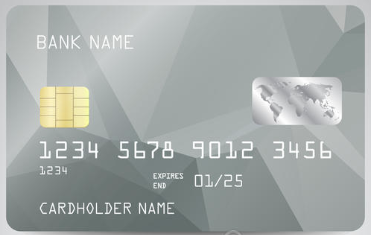 BANK NAME
1234 5678 9012 3456
1234
EXPIRES
END 01/25
CARDHOLDER NAME